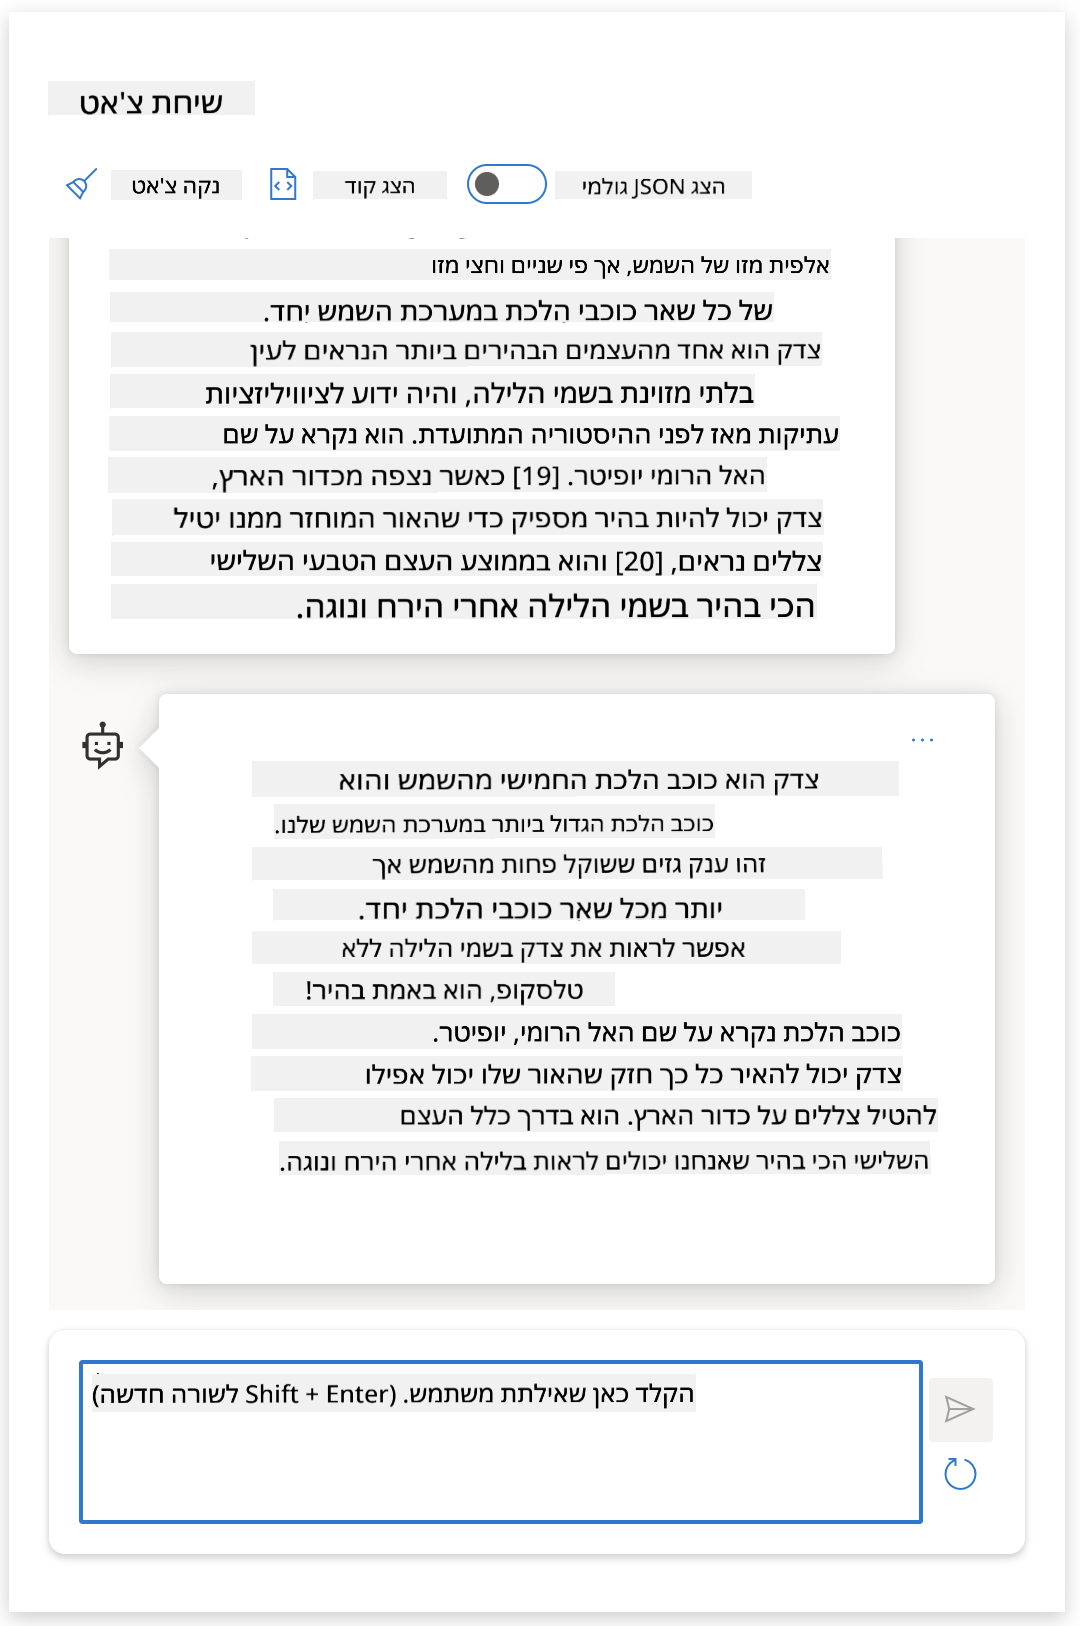 שיחת צ'אט
נקה צ'אט
הצג קוד
הצג JSON גולמי
אלפית מזו של השמש, אך פי שניים וחצי מזו
של כל שאר כוכבי הלכת במערכת השמש יחד.
צדק הוא אחד מהעצמים הבהירים ביותר הנראים לעין
בלתי מזוינת בשמי הלילה, והיה ידוע לציוויליזציות
עתיקות מאז לפני ההיסטוריה המתועדת. הוא נקרא על שם
האל הרומי יופיטר. [19] כאשר נצפה מכדור הארץ,
צדק יכול להיות בהיר מספיק כדי שהאור המוחזר ממנו יטיל
צללים נראים, [20] והוא בממוצע העצם הטבעי השלישי
הכי בהיר בשמי הלילה אחרי הירח ונוגה.
צדק הוא כוכב הלכת החמישי מהשמש והוא
כוכב הלכת הגדול ביותר במערכת השמש שלנו.
זהו ענק גזים ששוקל פחות מהשמש אך
יותר מכל שאר כוכבי הלכת יחד.
אפשר לראות את צדק בשמי הלילה ללא
טלסקופ, הוא באמת בהיר!
כוכב הלכת נקרא על שם האל הרומי, יופיטר.
צדק יכול להאיר כל כך חזק שהאור שלו יכול אפילו
להטיל צללים על כדור הארץ. הוא בדרך כלל העצם
השלישי הכי בהיר שאנחנו יכולים לראות בלילה אחרי הירח ונוגה.
הקלד כאן שאילתת משתמש. (Shift + Enter לשורה חדשה)